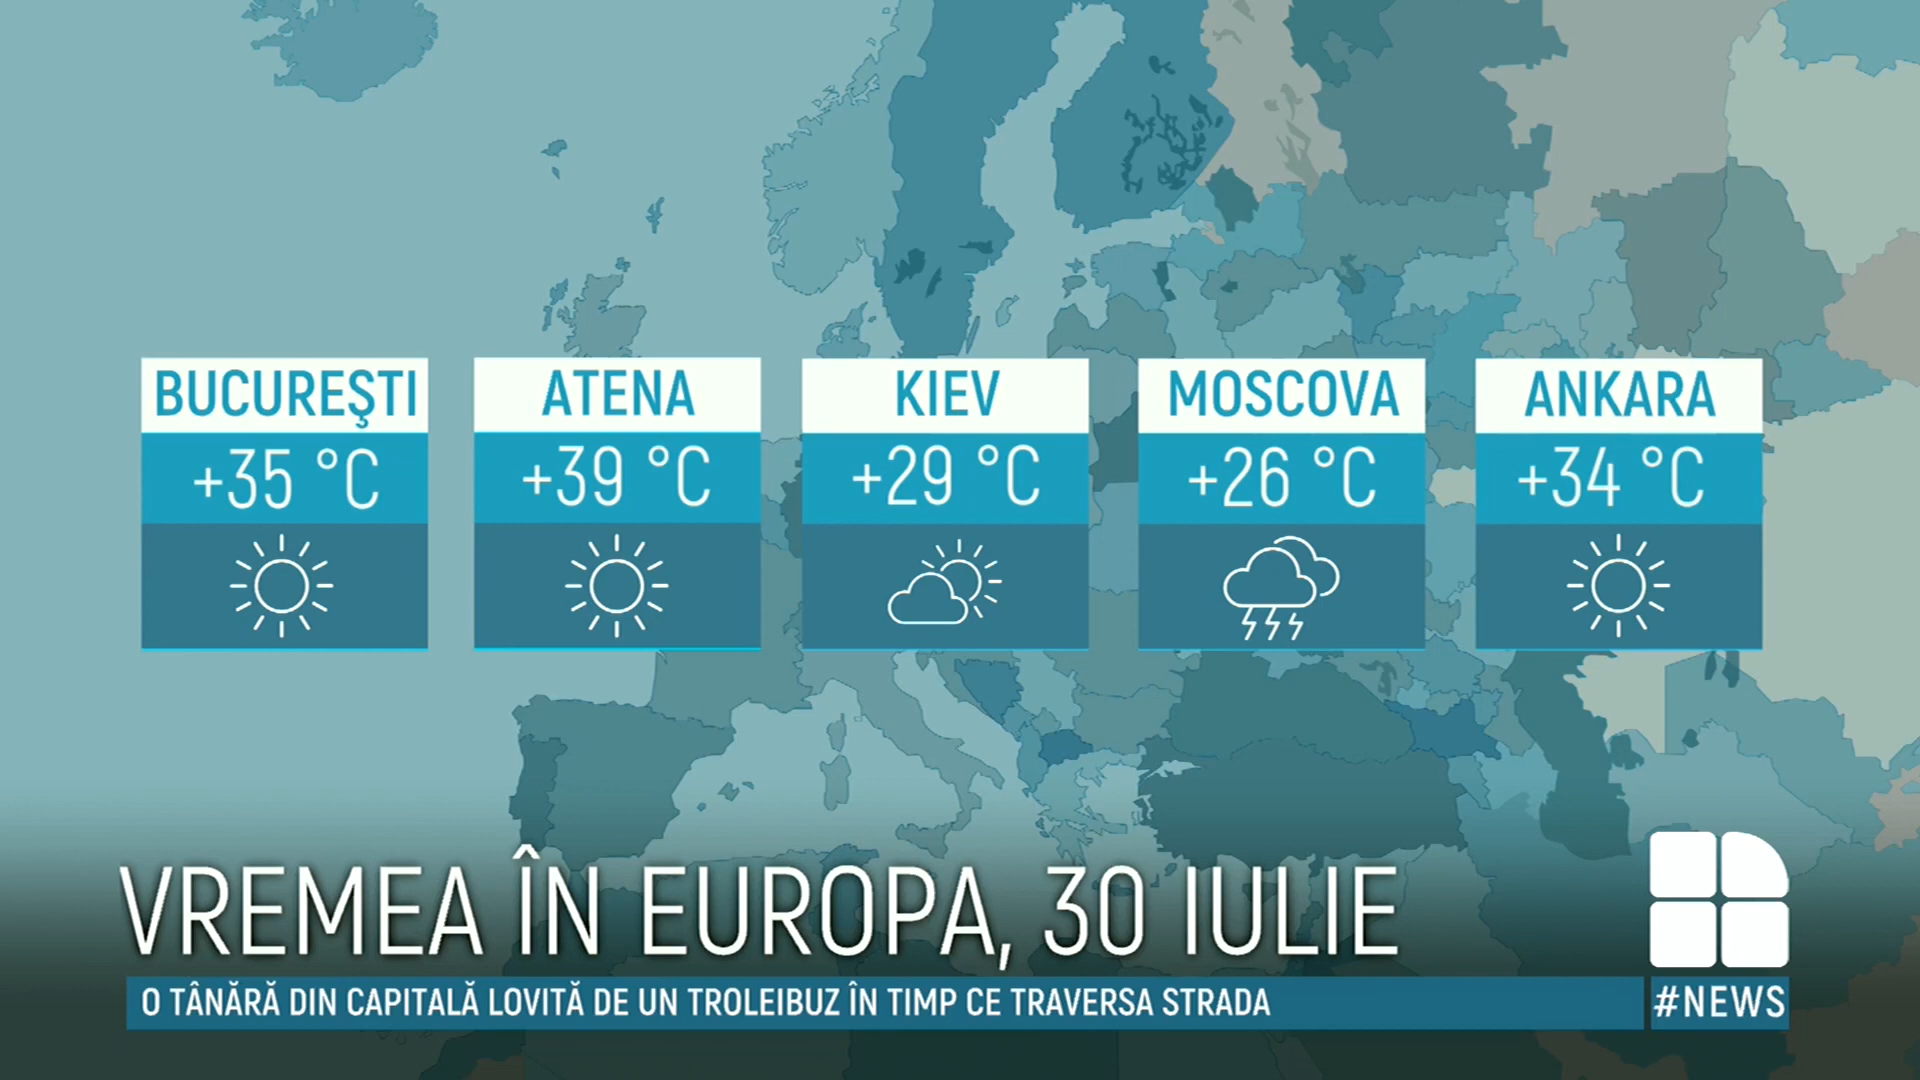 BUCUREŞTI
+35 °C
ATENA
+39 °C
KIEV
+29 °C
MOSCOVA
+26 °C
ANKARA
+34 °C
VREMEA ÎN EUROPA, 30 IULIE
O TÂNĂRĂ DIN CAPITALĂ LOVITĂ DE UN TROLEIBUZ ÎN TIMP CE TRAVERSA STRADA
#NEWS